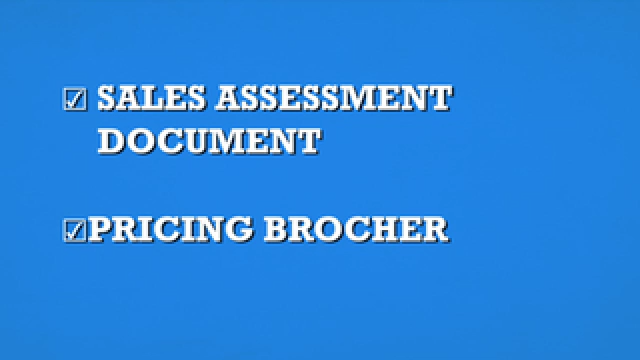 ☑ SALES ASSESSMENT
DOCUMENT
☑PRICING BROCHER